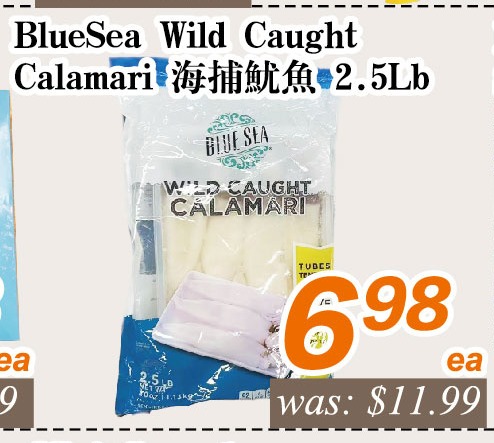 BlueSea Wild Caught
Calamari 海捕魷魚 2.5Lb
BLUE SEA
WILD CAUGHT
CALAMARI
TUBES
2.5 LB
6.98
ea
ea
was: $11.99
9